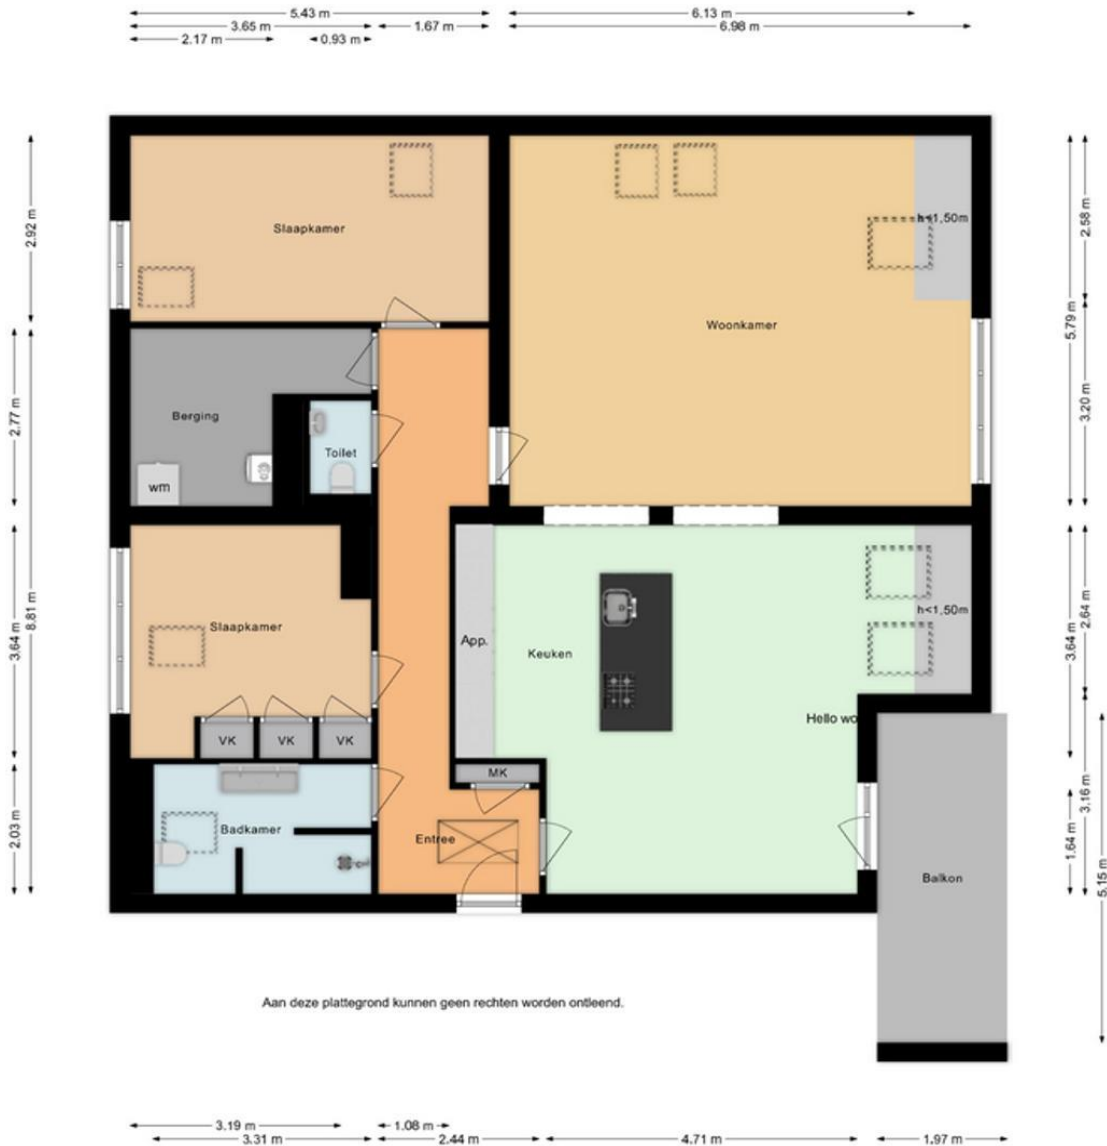 5.43 m
6.13 m
3.65 m
1.67 m
6.98 m
2.17 m
0.93 m
2.92 m
Slaapkamer
h<1,50m
2.58 m
Woonkamer
5.79 m
2.77 m
Berging
3.20 m
Toilet
wm
3.64 m
8.81 m
Slaapkamer
App.
Keuken
h<1,50m
3.64 m
2.64 m
Hello wo
VK
VK
VK
MK
2.03 m
Badkamer
Entree
1.64 m
3.16 m
Balkon
5.15 m
Aan deze plattegrond kunnen geen rechten worden ontleend.
3.19 m
1.08 m
3.31 m
2.44 m
4.71 m
1.97 m